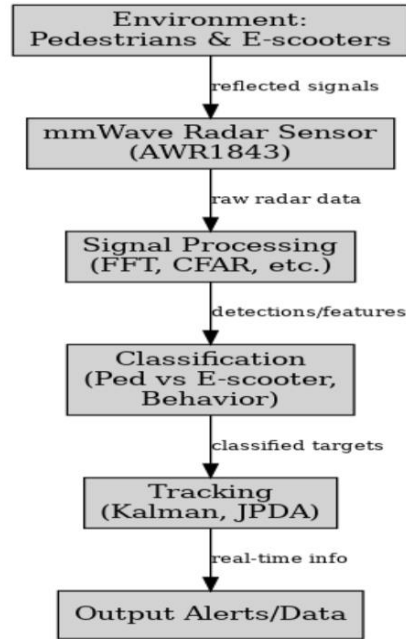 Environment:
Pedestrians & E-scooters
reflected signals
mmWave Radar Sensor
(AWR1843)
raw radar data
Signal Processing
(FFT, CFAR, etc.)
detections/features
Classification
(Ped vs E-scooter,
Behavior)
classified targets
Tracking
(Kalman, JPDA)
real-time info
Output Alerts/Data